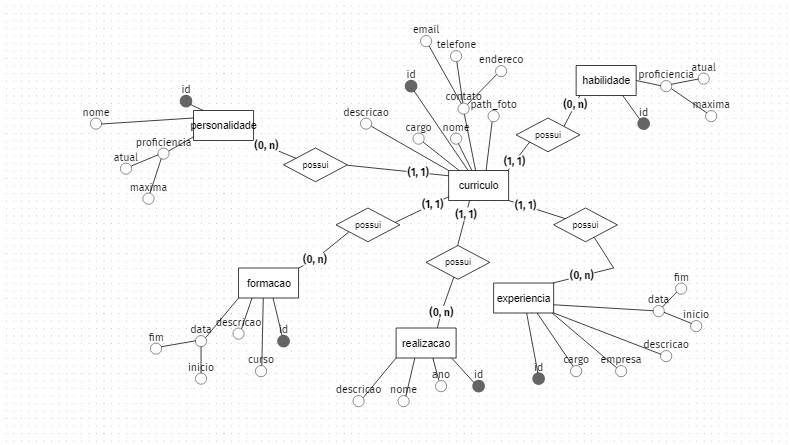 email
telefone
endereco
id
contato
path_foto
descricao
cargo
nome
curriculo
habilidade
proficiencia
atual
maxima
id
(0, n)
possui
(1, 1)
id
nome
personalidade
proficiencia
atual
maxima
(0, n)
possui
(1, 1)
(1, 1)
possui
(0, n)
formacao
data
fim
inicio
descricao
curso
id
(1, 1)
possui
(0, n)
realizacao
descricao
nome
ano
id
(1, 1)
possui
(0, n)
experiencia
data
fim
inicio
descricao
empresa
cargo
id